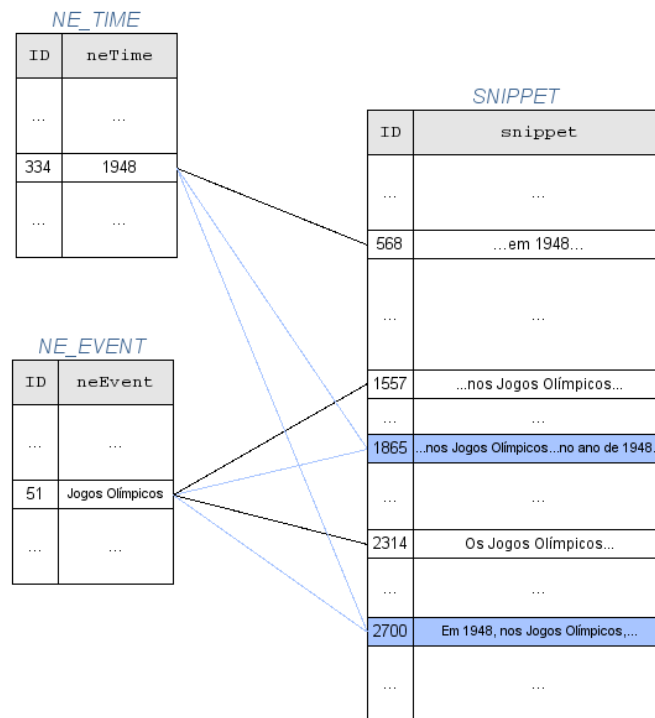 NE_TIME
ID neTime
... ...
334 1948
... ...
SNIPPET
ID snippet
... ...
568 ...em 1948...
... ...
1557 ...nos Jogos Olímpicos...
... ...
1865 ...nos Jogos Olímpicos...no ano de 1948.
... ...
2314 Os Jogos Olímpicos...
... ...
2700 Em 1948, nos Jogos Olímpicos,...
... ...
NE_EVENT
ID neEvent
... ...
51 Jogos Olímpicos
... ...